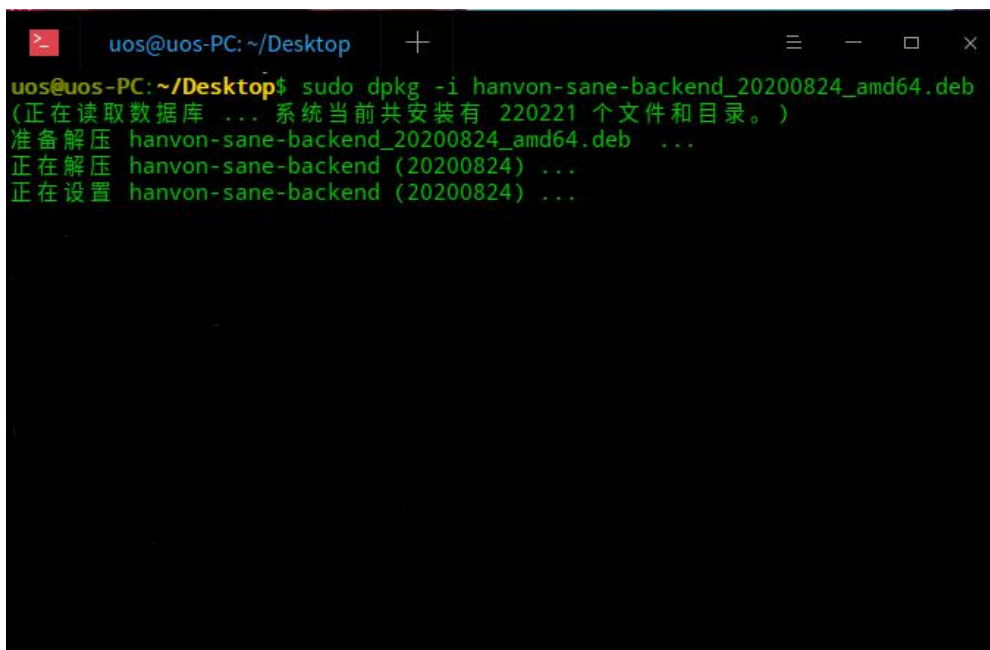 uos@uos-PC: ~/Desktop
uos@uos-PC:~/Desktop$ sudo dpkg -i hanvon-sane-backend_20200824_amd64.deb
(正在读取数据库 ... 系统当前共安装有 220221 个文件和目录。)
准备解压 hanvon-sane-backend_20200824_amd64.deb  ...
正在解压 hanvon-sane-backend (20200824) ...
正在设置 hanvon-sane-backend (20200824) ...